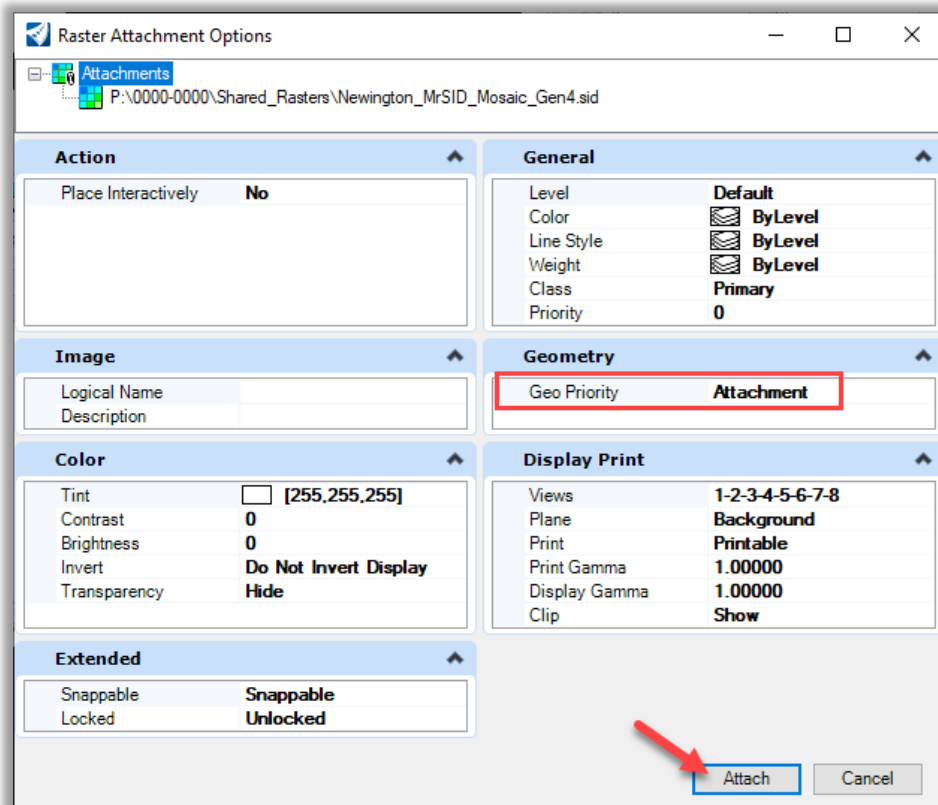 Raster Attachment Options
Attachments
P:\0000-0000\Shared_Rasters\Newington_MrSID_Mosaic_Gen4.sid
Action
Place Interactively No
General
Level Default
Color ByLevel
Line Style ByLevel
Weight ByLevel
Class Primary
Priority 0
Image
Logical Name
Description
Geometry
Geo Priority Attachment
Color
Tint [255,255,255]
Contrast 0
Brightness 0
Invert Do Not Invert Display
Transparency Hide
Display Print
Views 1-2-3-4-5-6-7-8
Plane Background
Print Printable
Print Gamma 1.00000
Display Gamma 1.00000
Clip Show
Extended
Snappable Snappable
Locked Unlocked
Attach Cancel